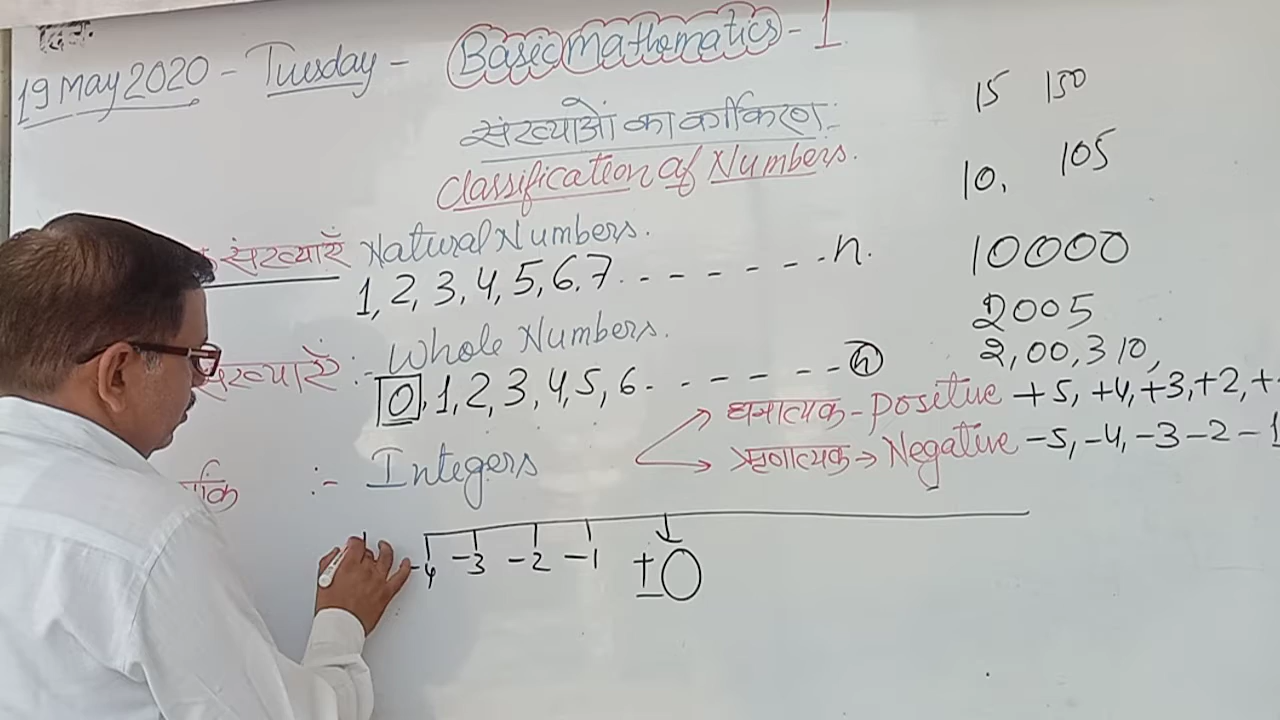 19 May 2020 - Tuesday - Basic Mathematics - 1
संख्याओं का वर्गीकरण:
Classification of Numbers.
संख्याएँ Natural Numbers.
1, 2, 3, 4, 5, 6, 7 . - - - - - - - n.
संख्याएँ :- Whole Numbers.
0, 1, 2, 3, 4, 5, 6 - - - - - - - n
:- Integers
धनात्मक - Positive +5, +4, +3, +2, +
ऋणात्मक → Negative -5, -4, -3 -2 -1
-4 -3 -2 -1 ±0
15 150
10, 105
10000
2005
2,00,310,